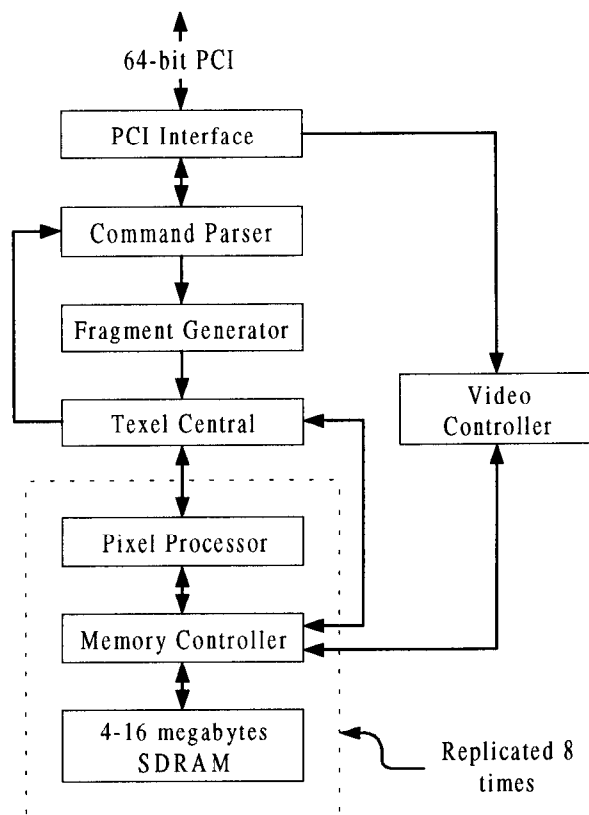 64-bit PCI
PCI Interface
Command Parser
Fragment Generator
Texel Central
Video
Controller
Pixel Processor
Memory Controller
4-16 megabytes
SDRAM
Replicated 8
times